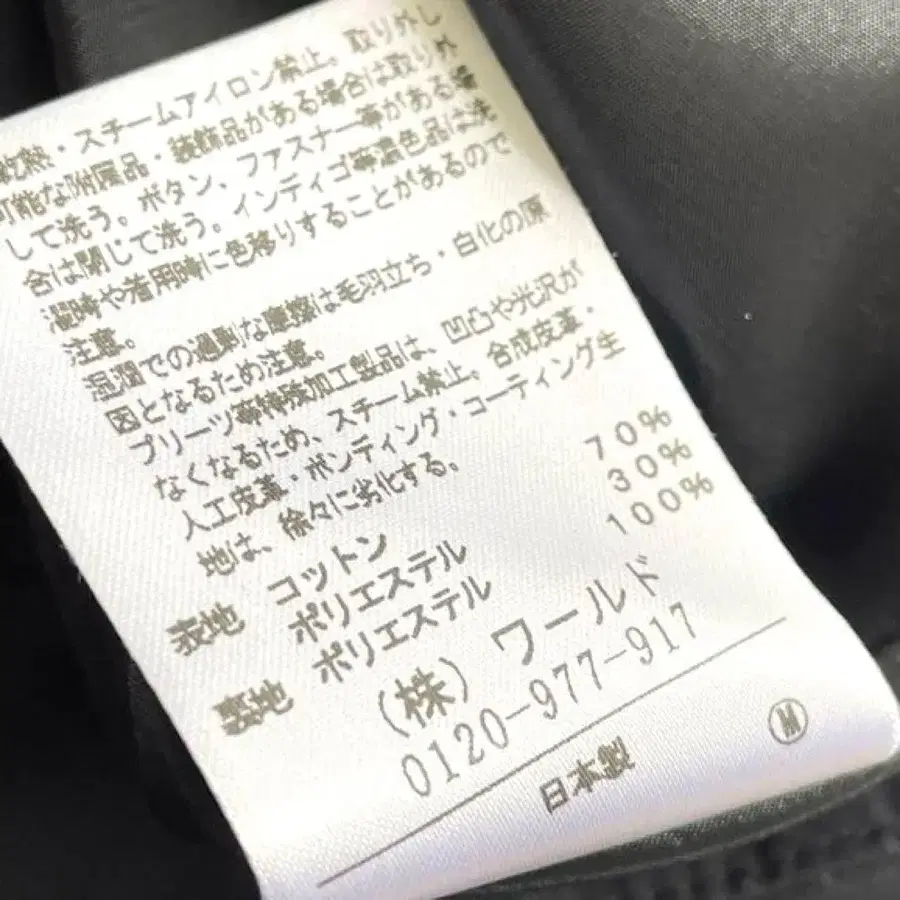 乾熱・スチームアイロン禁止。取り外し
可能な附属品・装飾品がある場合は取り外
して洗う。ボタン・ファスナー等がある場
合は閉じて洗う。インディゴ等濃色品は洗
濯時や着用時に色移りすることがあるので
注意。
湿潤での過剰な摩擦は毛羽立ち・白化の原
因となるため注意。
プリーツ等特殊加工製品は、凹凸や光沢が
なくなるため、スチーム禁止。合成皮革・
人工皮革・ボンディング・コーティング生
地は、徐々に劣化する。
表地 コットン 70%
ポリエステル 30%
裏地 ポリエステル 100%
(株) ワールド
0120-977-917
日本製 M